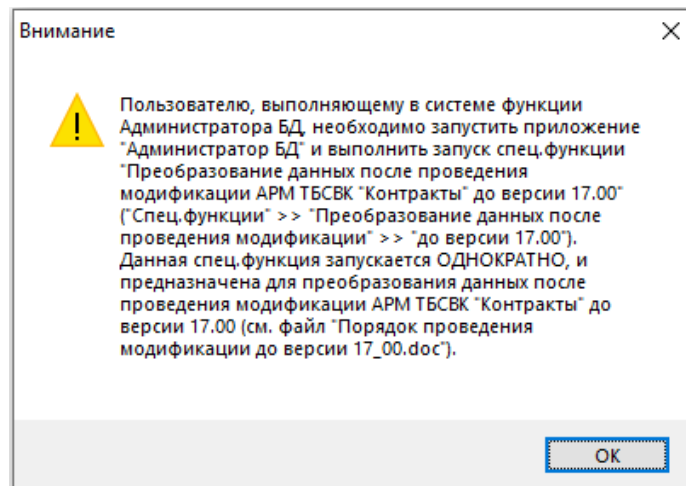 Внимание
Пользователю, выполняющему в системе функции
Администратора БД, необходимо запустить приложение
"Администратор БД" и выполнить запуск спец.функции
"Преобразование данных после проведения
модификации АРМ ТБСВК "Контракты" до версии 17.00"
("Спец.функции" >> "Преобразование данных после
проведения модификации" >> "до версии 17.00").
Данная спец.функция запускается ОДНОКРАТНО, и
предназначена для преобразования данных после
проведения модификации АРМ ТБСВК "Контракты" до
версии 17.00 (см. файл "Порядок проведения
модификации до версии 17_00.doc").
ОК